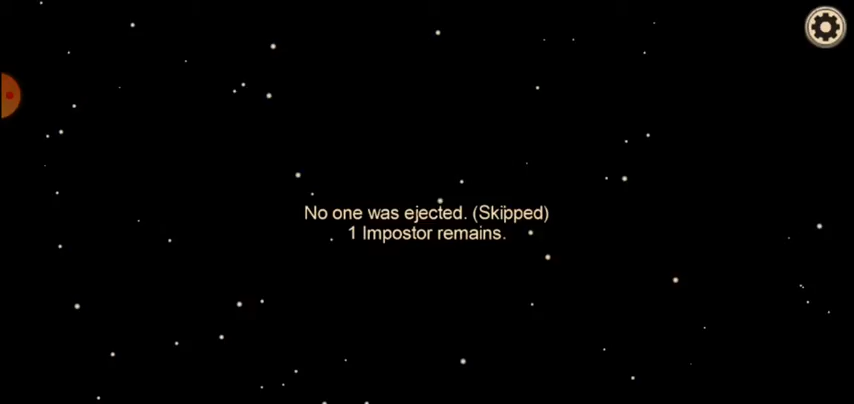 No one was ejected. (Skipped)
1 Impostor remains.